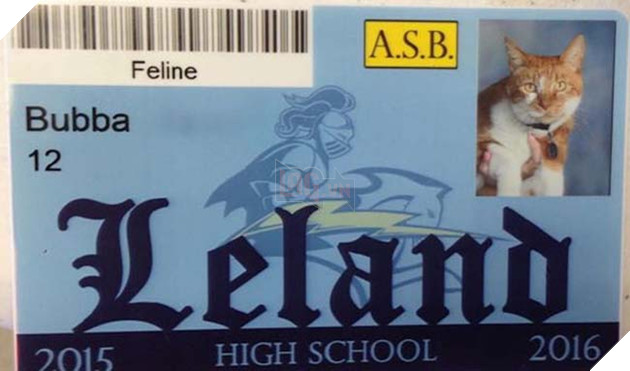 Feline
A.S.B.
Bubba
12
Leland
2015 HIGH SCHOOL 2016